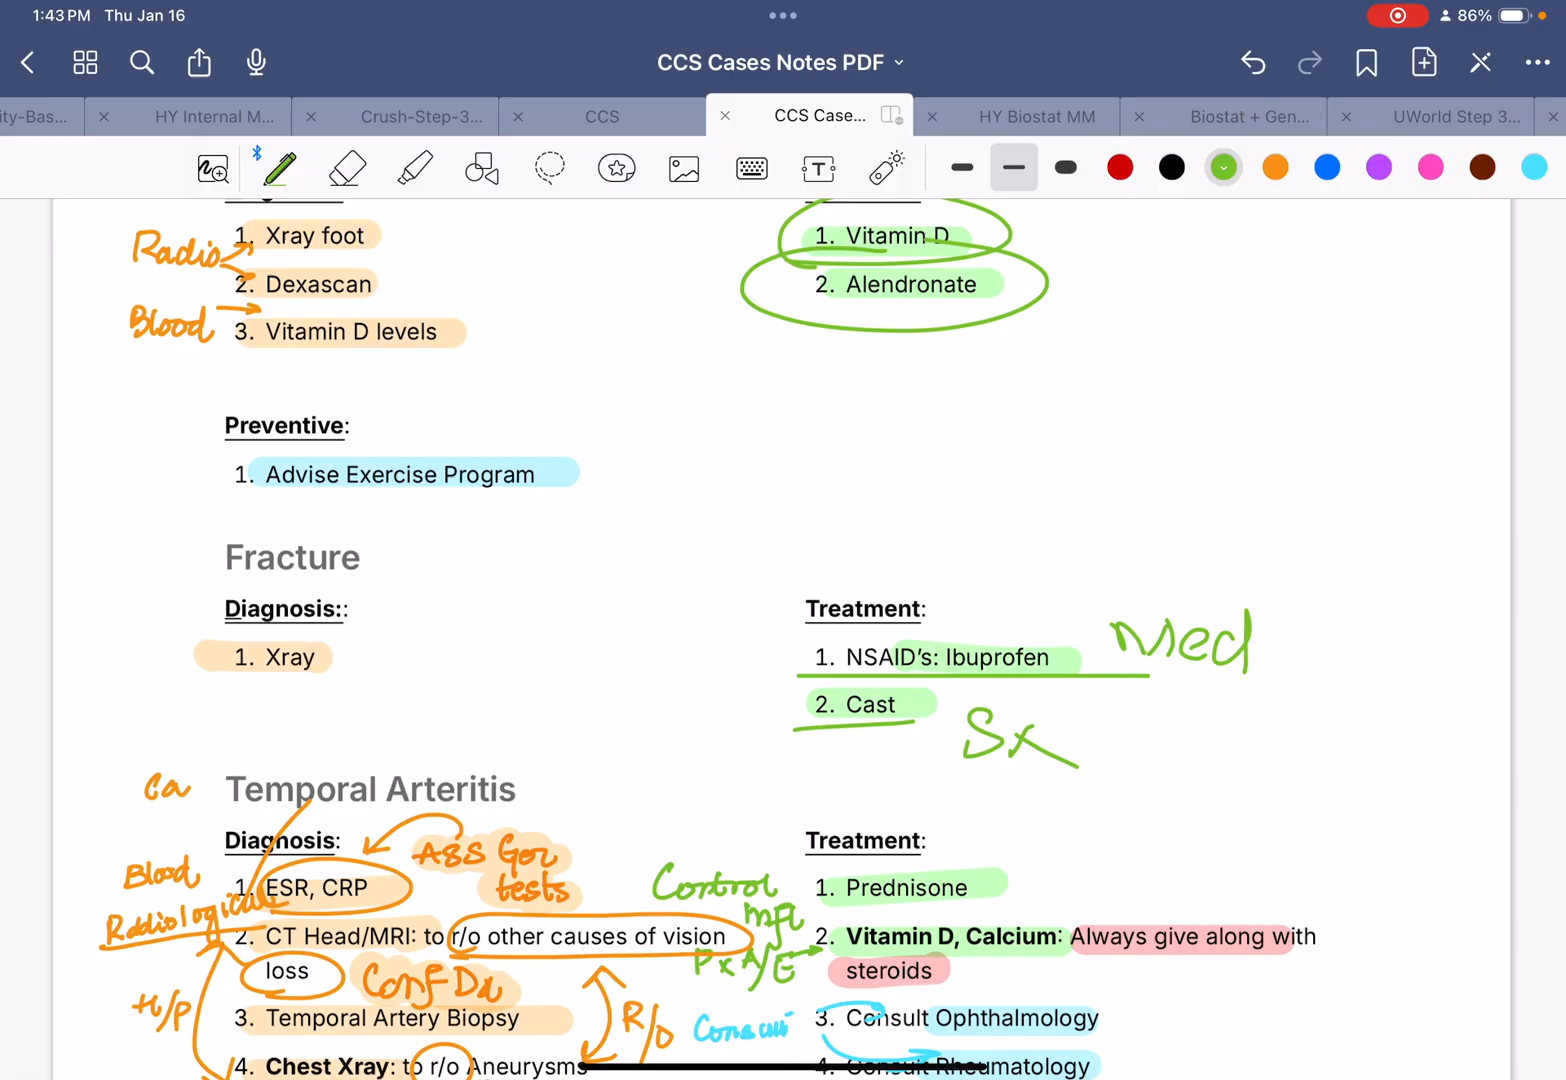 1:43 PM Thu Jan 16
86%
CCS Cases Notes PDF
ity-Bas...
HY Internal M...
Crush-Step-3...
CCS
CCS Case...
HY Biostat MM
Biostat + Gen...
UWorld Step 3...
Radio
1. Xray foot
2. Dexascan
Blood
3. Vitamin D levels
1. Vitamin D
2. Alendronate
Preventive:
1. Advise Exercise Program
Fracture
Diagnosis::
1. Xray
Treatment:
1. NSAID's: Ibuprofen
Med
2. Cast
Sx
Ca
Temporal Arteritis
Diagnosis:
Blood
1. ESR, CRP
Radiological
2. CT Head/MRI: to r/o other causes of vision
loss
Conf Dx
H/P
3. Temporal Artery Biopsy
R/o
4. Chest Xray: to r/o Aneurysms
tests
Treatment:
Control
1. Prednisone
Px A/E
2. Vitamin D, Calcium: Always give along with
steroids
3. Consult Ophthalmology
4. Consult Rheumatology